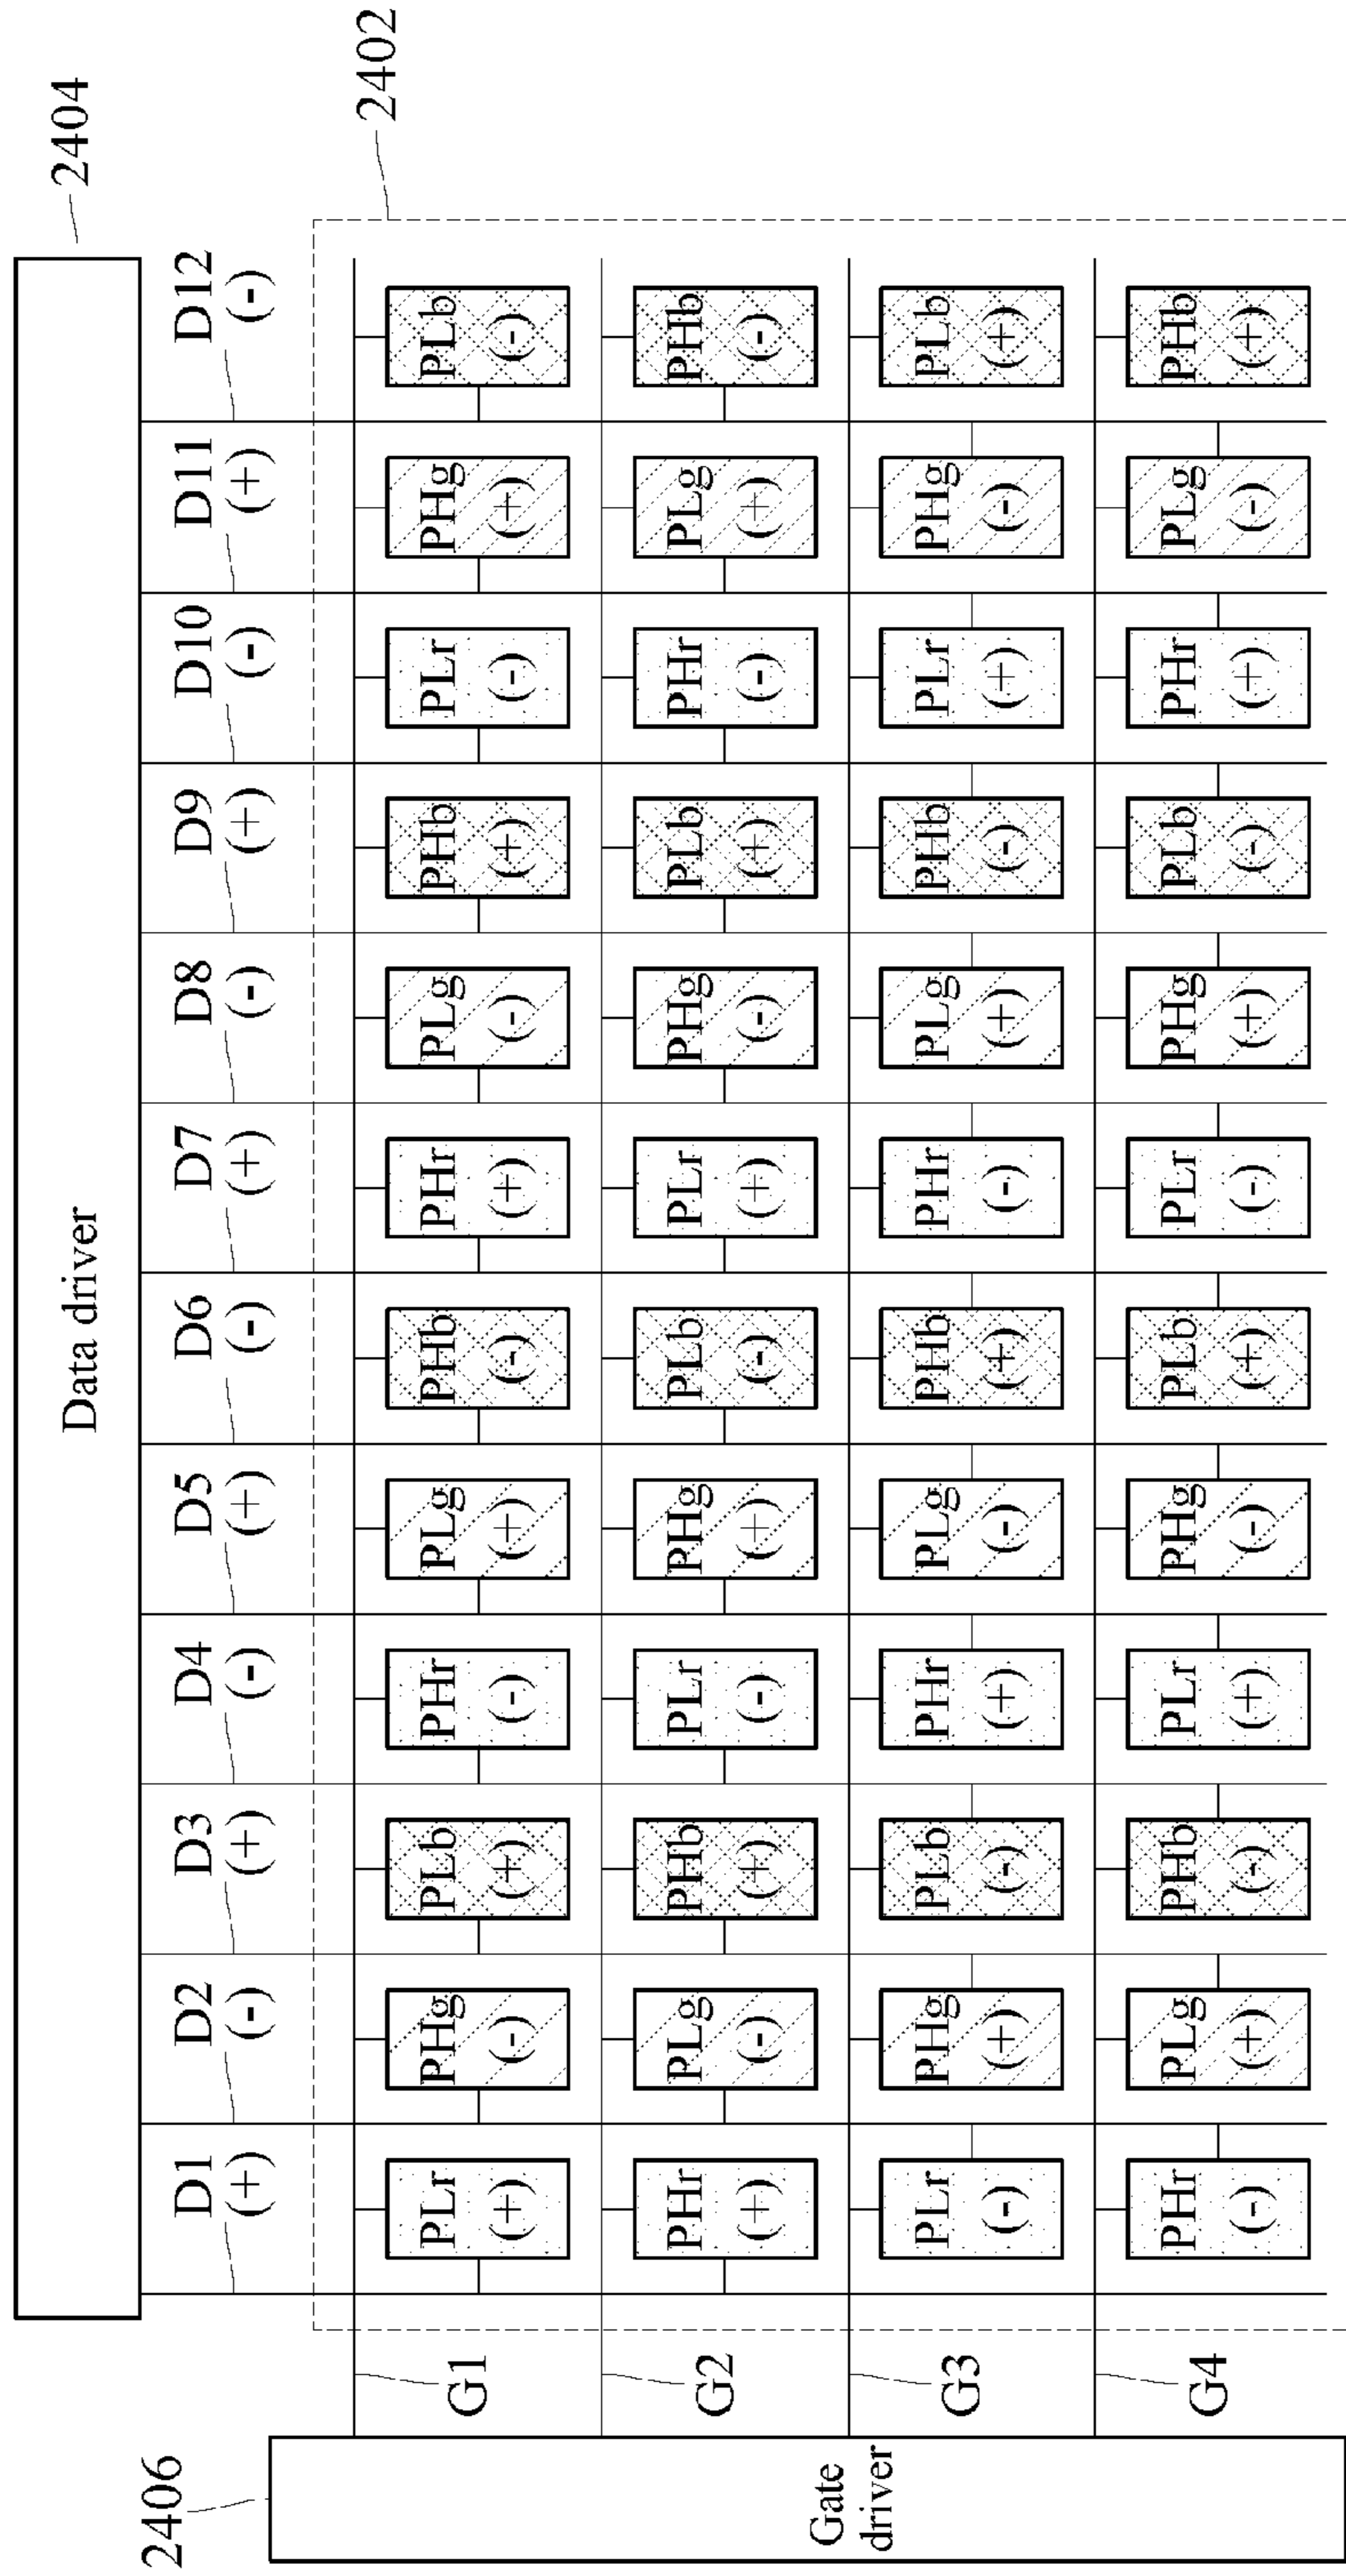 2404
Data driver
2402
D1 D2 D3 D4 D5 D6 D7 D8 D9 D10 D11 D12
(+) (-) (+) (-) (+) (-) (+) (-) (+) (-) (+) (-)
2406
G1
PLr PHg PLb PHr PLg PHb PHr PLg PHb PLr PHg PLb
(+) (-) (+) (-) (+) (-) (+) (-) (+) (-) (+) (-)
G2
PHr PLg PHb PLr PHg PLb PLr PHg PLb PHr PLg PHb
(+) (-) (+) (-) (+) (-) (+) (-) (+) (-) (+) (-)
Gate
driver
G3
PLr PHg PLb PHr PLg PHb PHr PLg PHb PLr PHg PLb
(-) (+) (-) (+) (-) (+) (-) (+) (-) (+) (-) (+)
G4
PHr PLg PHb PLr PHg PLb PLr PHg PLb PHr PLg PHb
(-) (+) (-) (+) (-) (+) (-) (+) (-) (+) (-) (+)